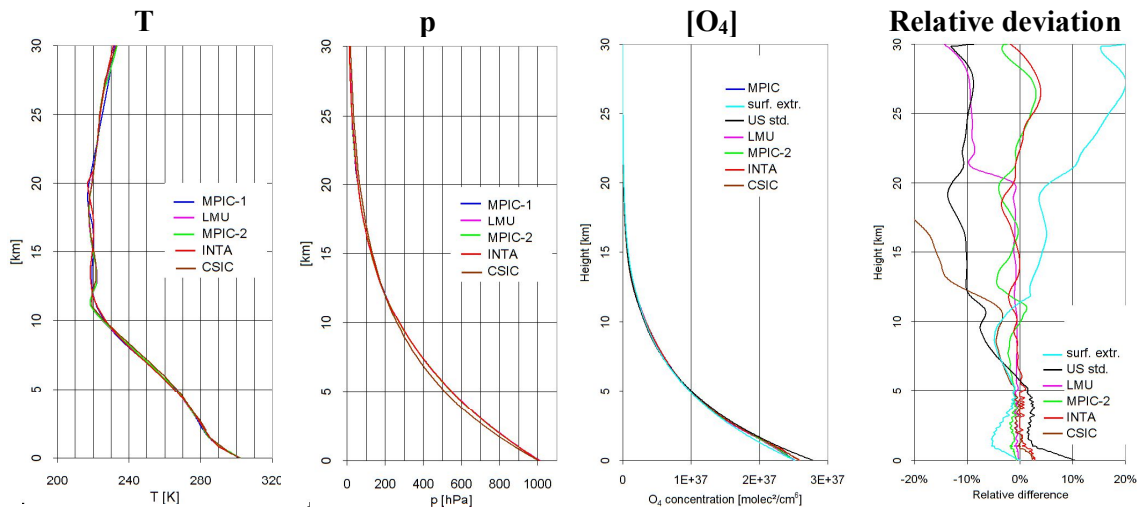 T
p
[O₄]
Relative deviation
30
25
20
15
10
5
0
[km]
MPIC-1
LMU
MPIC-2
INTA
CSIC
200
240
280
320
T [K]
30
25
20
15
10
5
0
[km]
MPIC-1
LMU
MPIC-2
INTA
CSIC
0
200
400
600
800
1000
p [hPa]
30
25
20
15
10
5
0
Height [km]
MPIC
surf. extr.
US std.
LMU
MPIC-2
INTA
CSIC
0
1E+37
2E+37
3E+37
O₄ concentration [molec²/cm⁶]
30
25
20
15
10
5
0
Height [km]
surf. extr.
US std.
LMU
MPIC-2
INTA
CSIC
-20%
-10%
0%
10%
20%
Relative difference